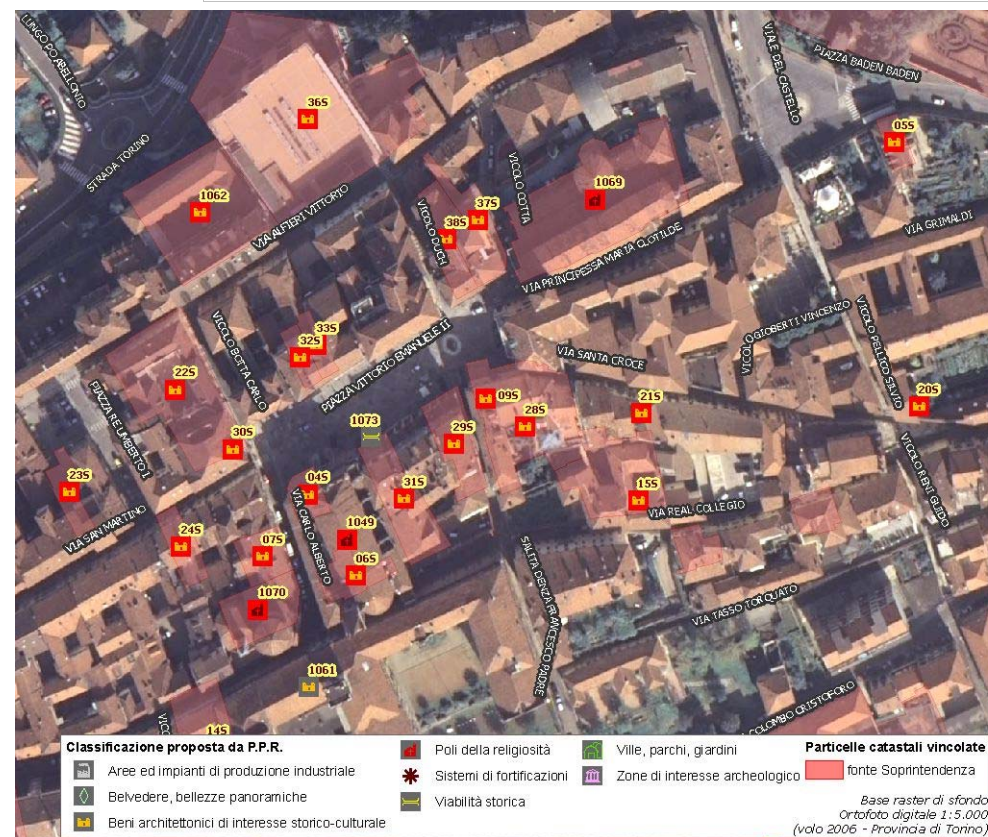 LUNGO PO ABELLONIO
STRADA TORINO
36S
1062
VIA ALFIERI VITTORIO
VICOLO DUCH
37S
38S
VICOLO COTTA
1069
VIA PRINCIPESSA MARIA CLOTILDE
VIALE DEL CASTELLO
PIAZZA BADEN BADEN
05S
VIA GRIMALDI
VICOLO BOTTA CARLO
33S
32S
PIAZZA VITTORIO EMANUELE II
VIA SANTA CROCE
VICOLO GIOBERTI VINCENZO
VICOLO PELLICO SILVIO
22S
PIAZZA RE UMBERTO I
30S
1073
29S
09S
28S
21S
20S
23S
VIA SAN MARTINO
04S
31S
15S
VIA REAL COLLEGIO
VICOLO RENI GUIDO
24S
07S
VIA CARLO ALBERTO
1049
06S
1070
SALITA DENZA FRANCESCO PADRE
VIA TASSO TORQUATO
1061
COLOMBO CRISTOFORO
14S
Classificazione proposta da P.P.R.
Aree ed impianti di produzione industriale
Belvedere, bellezze panoramiche
Beni architettonici di interesse storico-culturale
Poli della religiosità
Sistemi di fortificazioni
Viabilità storica
Ville, parchi, giardini
Zone di interesse archeologico
Particelle catastali vincolate
fonte Soprintendenza
Base raster di sfondo
Ortofoto digitale 1:5.000
(volo 2006 - Provincia di Torino)